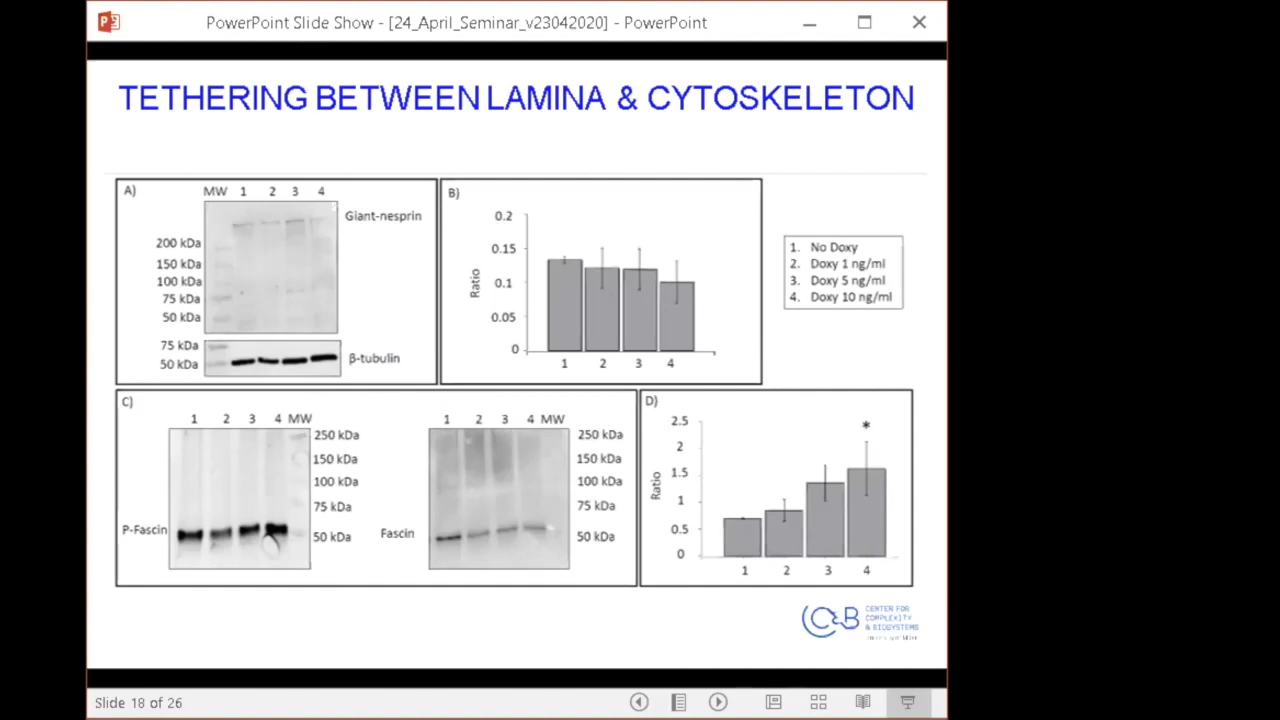 PowerPoint Slide Show - [24_April_Seminar_v23042020] - PowerPoint
TETHERING BETWEEN LAMINA & CYTOSKELETON
A)
MW 1 2 3 4
Giant-nesprin
200 kDa
150 kDa
100 kDa
75 kDa
50 kDa
75 kDa
50 kDa
β-tubulin
B)
0.2
0.15
0.1
0.05
0
Ratio
1 2 3 4
1. No Doxy
2. Doxy 1 ng/ml
3. Doxy 5 ng/ml
4. Doxy 10 ng/ml
C)
1 2 3 4 MW
250 kDa
150 kDa
100 kDa
75 kDa
50 kDa
P-Fascin
1 2 3 4 MW
250 kDa
150 kDa
100 kDa
75 kDa
50 kDa
Fascin
D)
2.5
2
1.5
1
0.5
0
Ratio
*
1 2 3 4
C&B
CENTER FOR
COMPLEXITY
& BIOSYSTEMS
Slide 18 of 26